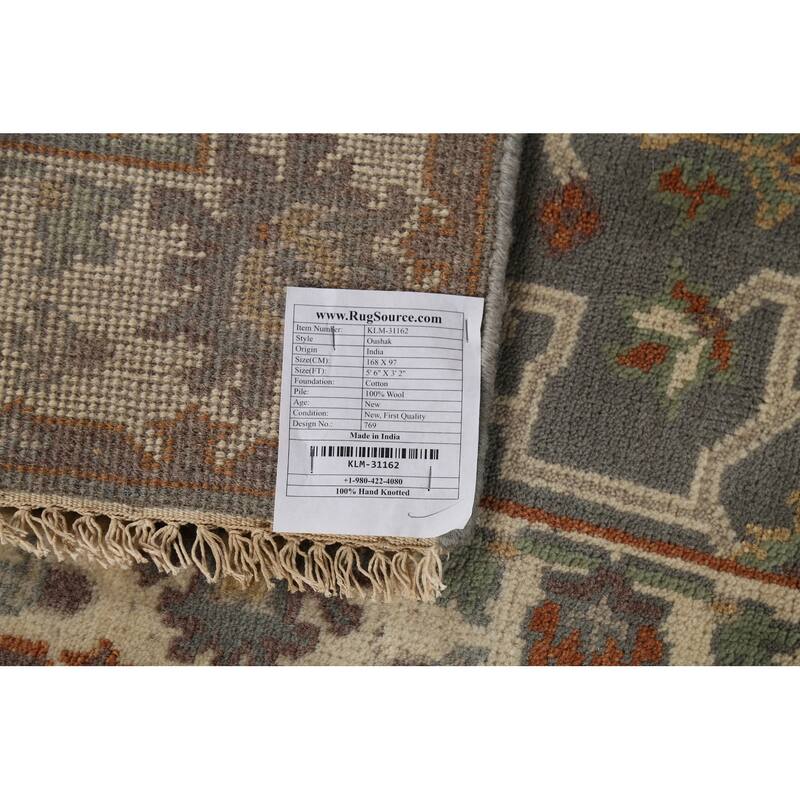 www.RugSource.com
Item Number: KLM-31162
Style Oushak
Origin India
Size(CM): 168 X 97
Size(FT): 5' 6" X 3' 2"
Foundation: Cotton
Pile: 100% Wool
Age: New
Condition: New, First Quality
Design No.: 769
Made in India
KLM-31162
+1-980-422-4080
100% Hand Knotted